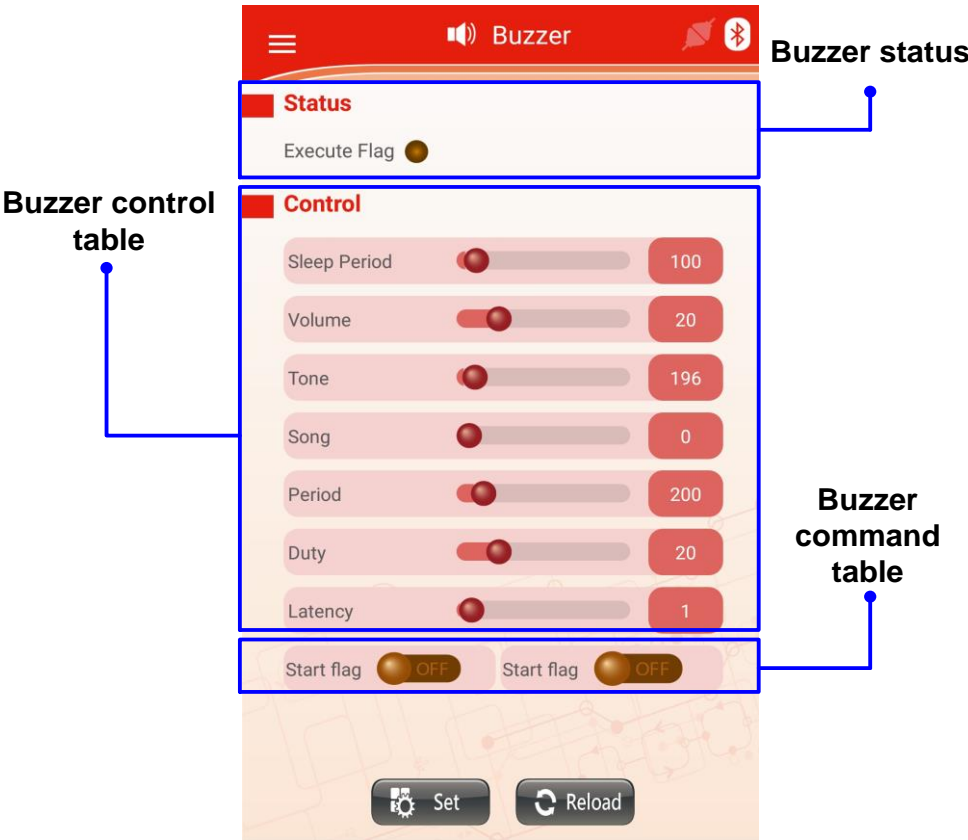 Buzzer
Buzzer status
Status
Execute Flag
Buzzer control
table
Control
Sleep Period 100
Volume 20
Tone 196
Song 0
Period 200
Duty 20
Latency 1
Buzzer
command
table
Start flag OFF Start flag OFF
Set Reload